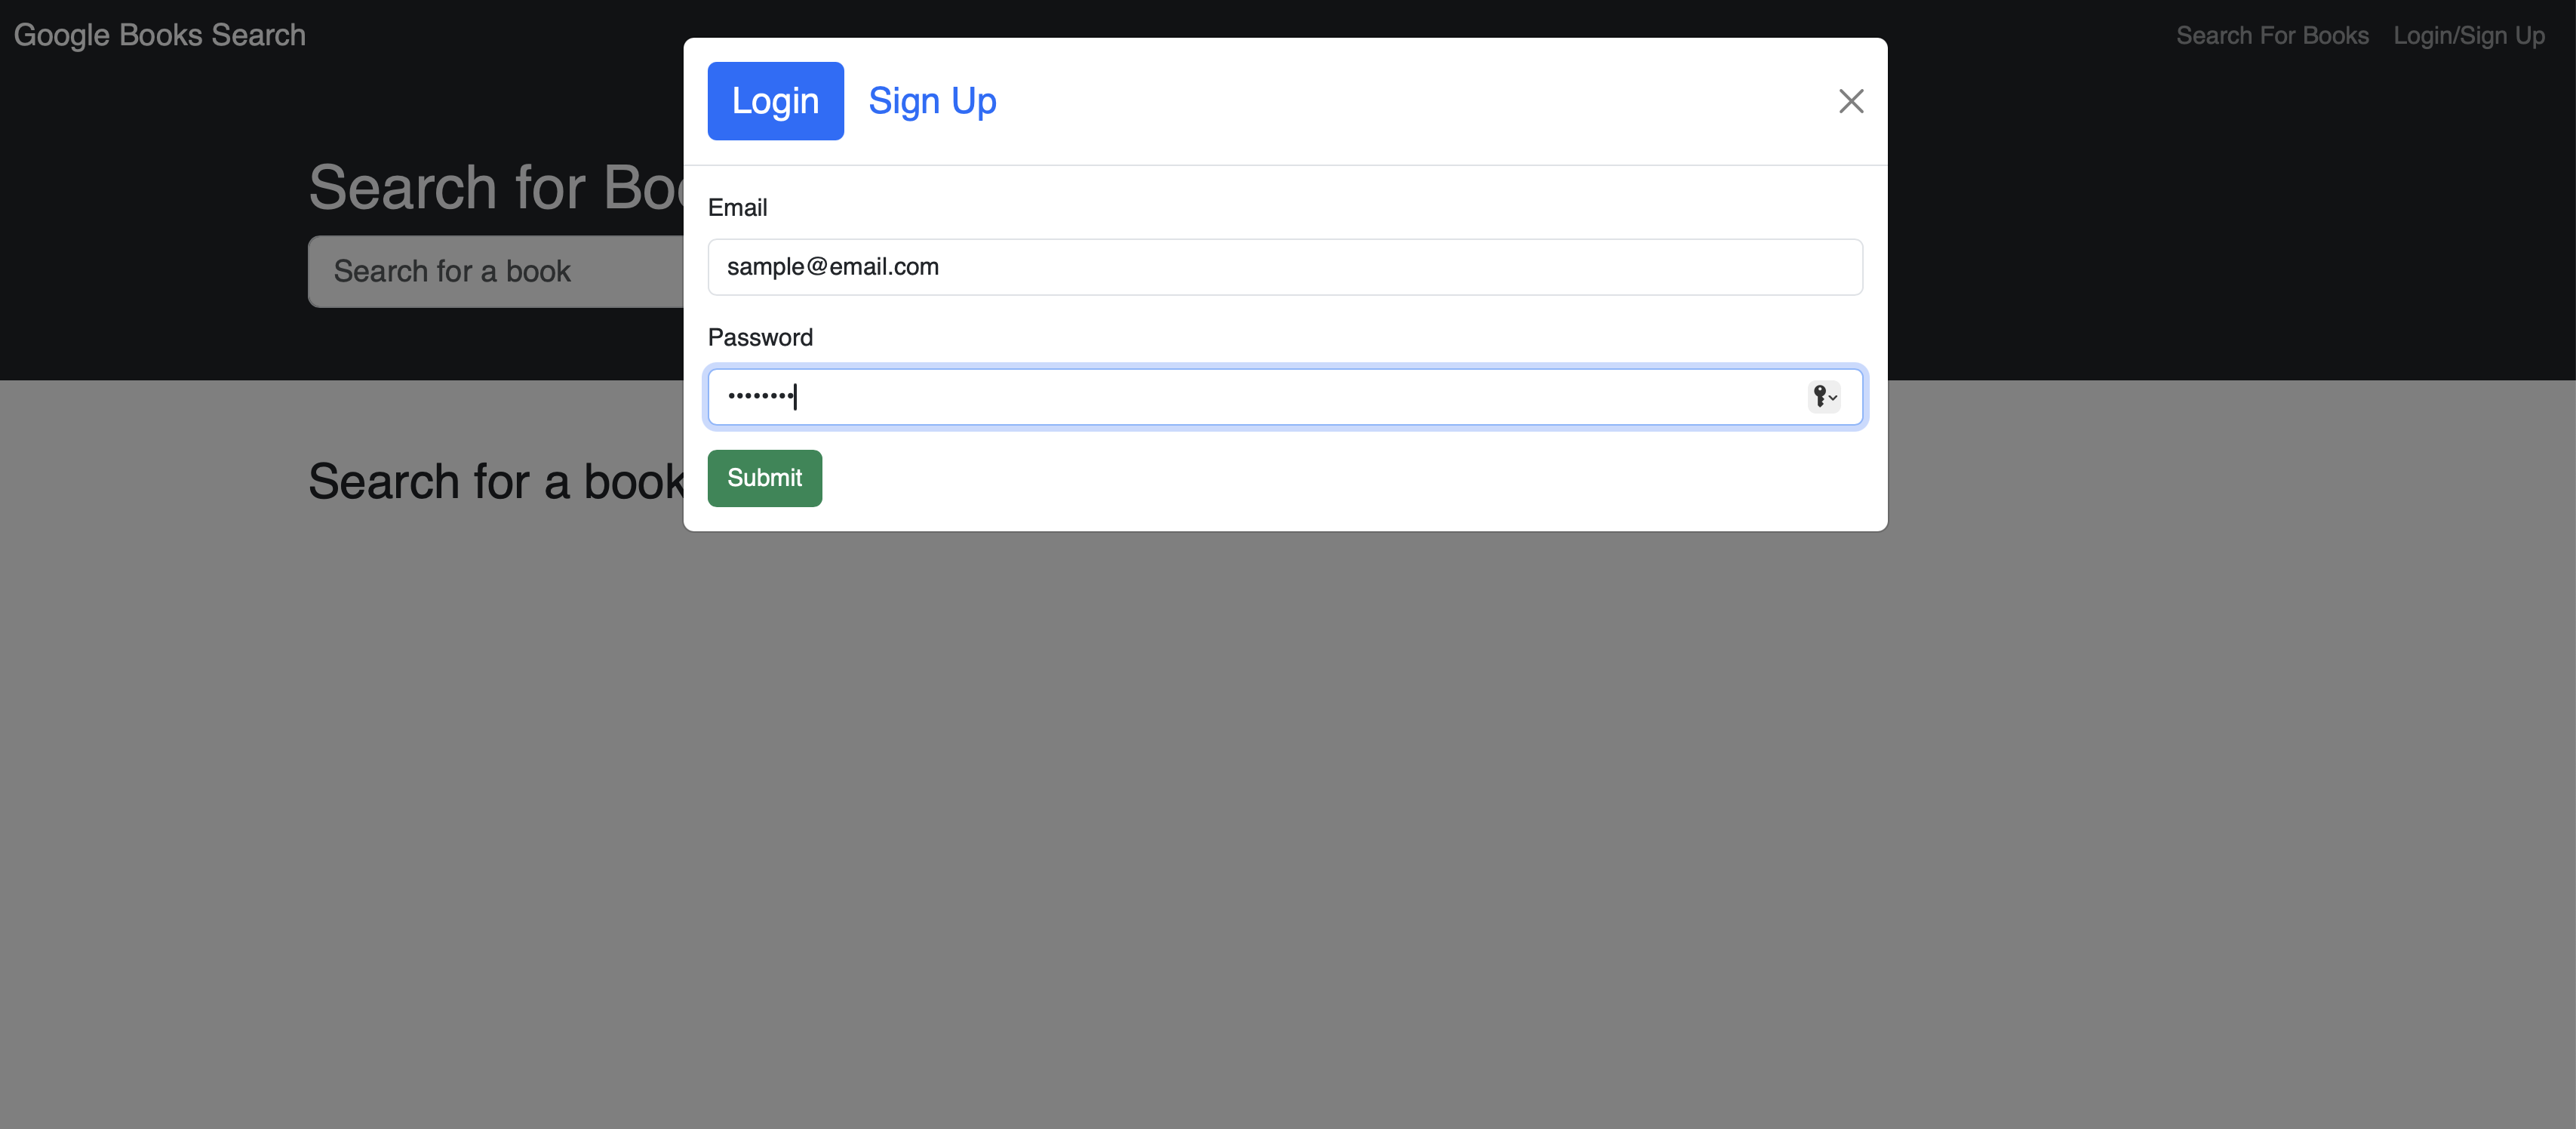 Google Books Search
Search For Books
Login/Sign Up
Login
Sign Up
Search for Boo
Search for a book
Email
sample@email.com
Password
••••••••
Submit
Search for a book